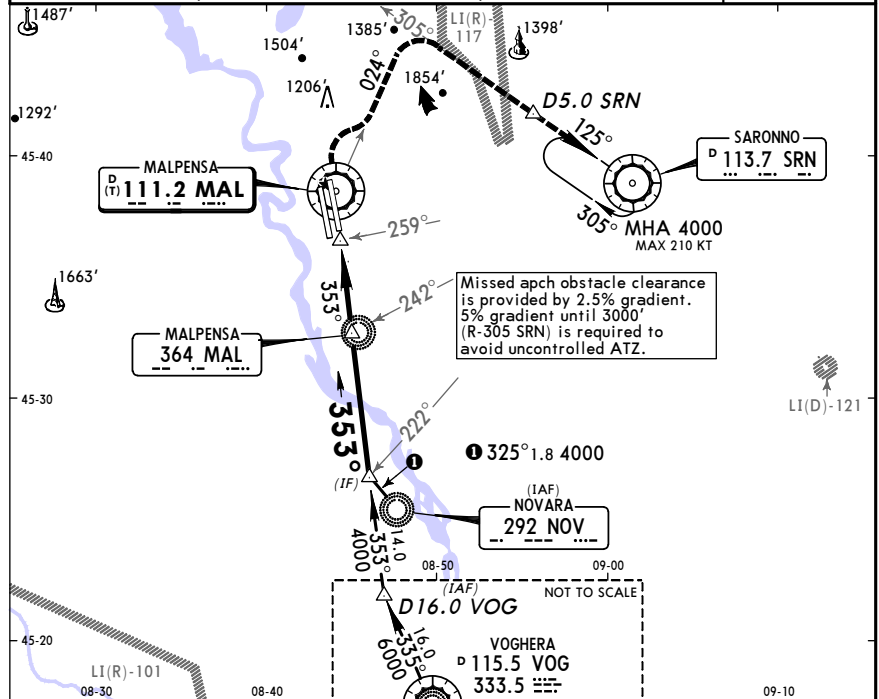 1487'
1504'
1385'
305°
LI(R)-
117
1398'
1206'
024°
1854'
1292'
D5.0 SRN
125°
45-40
MALPENSA
D
(T) 111.2 MAL
SARONNO
D 113.7 SRN
305°
MHA 4000
MAX 210 KT
259°
1663'
353°
242°
Missed apch obstacle clearance
is provided by 2.5% gradient.
5% gradient until 3000'
(R-305 SRN) is required to
avoid uncontrolled ATZ.
MALPENSA
364 MAL
45-30
LI(D)-121
353°
222°
1
1 325° 1.8 4000
(IF)
(IAF)
NOVARA
292 NOV
14.0
353°
4000
08-50
09-00
(IAF)
NOT TO SCALE
D16.0 VOG
45-20
16.0
335°
6000
VOGHERA
D 115.5 VOG
333.5
LI(R)-101
08-30
08-40
09-10